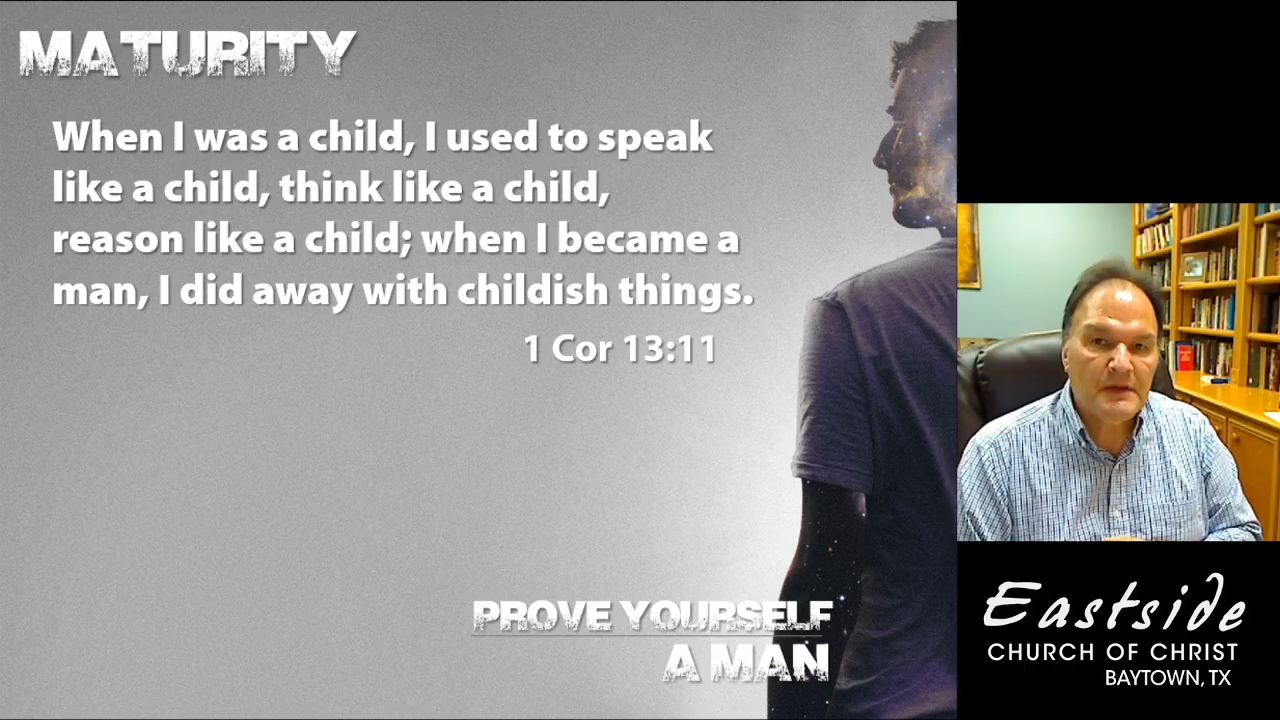 MATURITY
When I was a child, I used to speak
like a child, think like a child,
reason like a child; when I became a
man, I did away with childish things.
1 Cor 13:11
PROVE YOURSELF
A MAN
Eastside
CHURCH OF CHRIST
BAYTOWN, TX